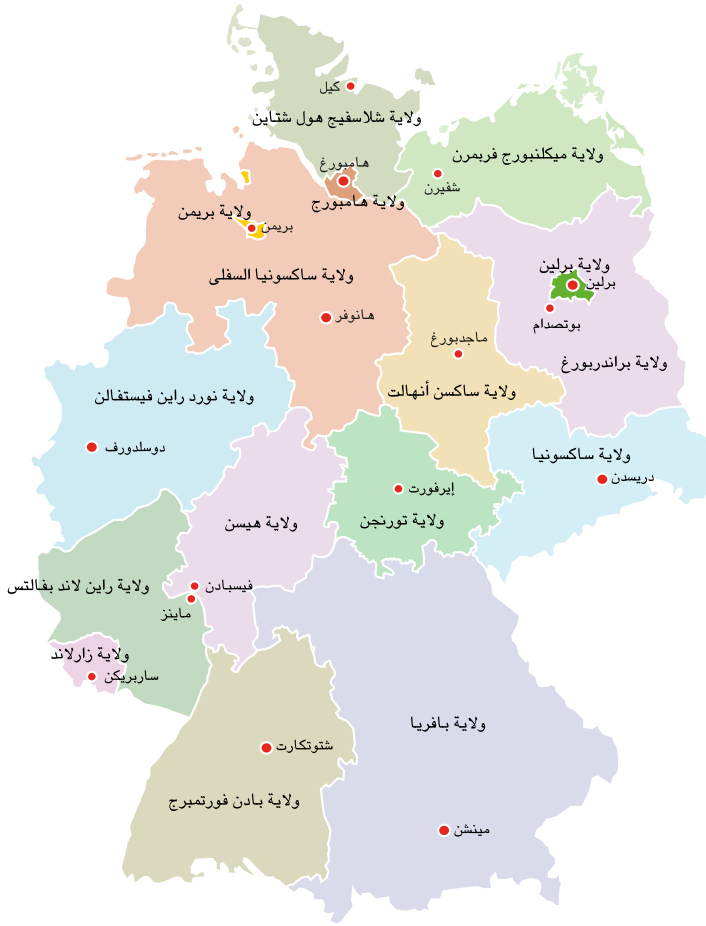 كيل
ولاية شلاسفيج هول شتاين
ولاية ميكلنبورج فربمرن
هامبورغ
شفيرن
ولاية هامبورج
ولاية بريمن
بريمن
ولاية برلين
ولاية ساكسونيا السفلى
برلين
هانوفر
بوتصدام
ماجدبورغ
ولاية براندربورغ
ولاية ساكسن أنهالت
ولاية نورد راين فيستفالن
دوسلدورف
ولاية ساكسونيا
دريسدن
إيرفورت
ولاية تورنجن
ولاية هيسن
ولاية راين لاند بفالتس
فيسبادن
ماينز
ولاية زارلاند
ساربريكن
ولاية بافريا
شتوتكارت
ولاية بادن فورتمبرج
مينشن